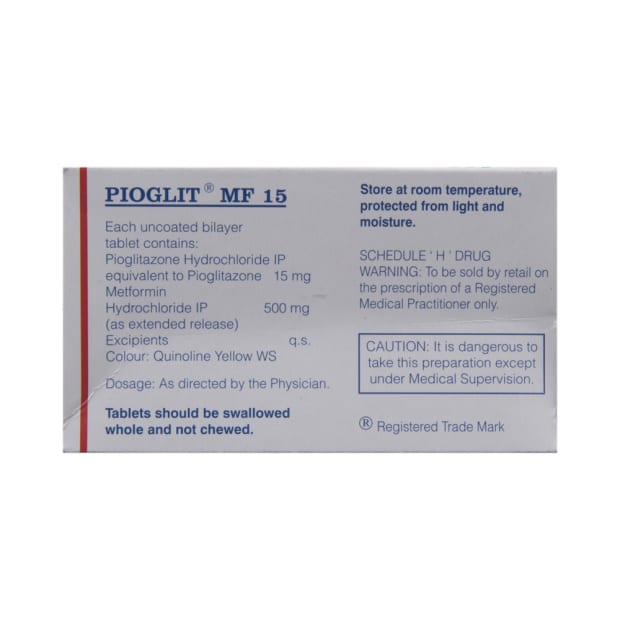 PIOGLIT® MF 15
Each uncoated bilayer
tablet contains:
Pioglitazone Hydrochloride IP
equivalent to Pioglitazone 15 mg
Metformin
Hydrochloride IP 500 mg
(as extended release)
Excipients q.s.
Colour: Quinoline Yellow WS
Dosage: As directed by the Physician.
Tablets should be swallowed
whole and not chewed.
Store at room temperature,
protected from light and
moisture.
SCHEDULE ' H ' DRUG
WARNING: To be sold by retail on
the prescription of a Registered
Medical Practitioner only.
CAUTION: It is dangerous to
take this preparation except
under Medical Supervision.
® Registered Trade Mark